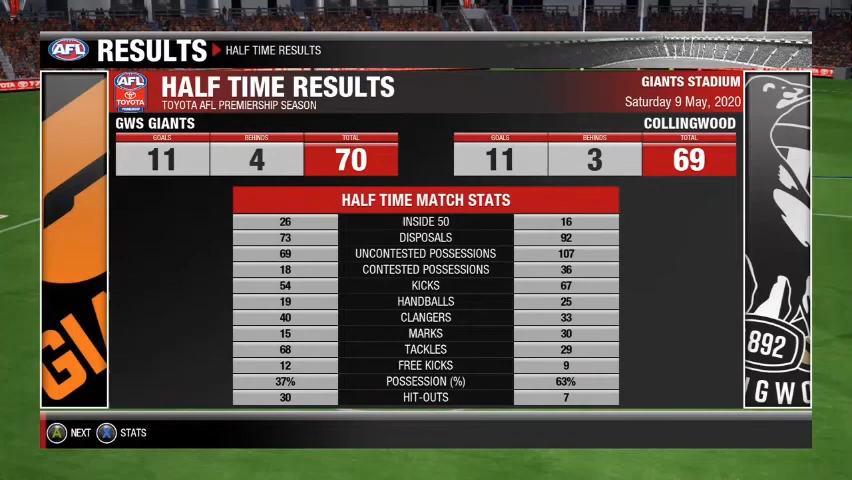 AFL RESULTS HALF TIME RESULTS
AFL
TOYOTA
PREMIERSHIP
HALF TIME RESULTS
TOYOTA AFL PREMIERSHIP SEASON
GIANTS STADIUM
Saturday 9 May, 2020
GWS GIANTS
COLLINGWOOD
GOALS BEHINDS TOTAL GOALS BEHINDS TOTAL
11 4 70 11 3 69
HALF TIME MATCH STATS
26 INSIDE 50 16
73 DISPOSALS 92
69 UNCONTESTED POSSESSIONS 107
18 CONTESTED POSSESSIONS 36
54 KICKS 67
19 HANDBALLS 25
40 CLANGERS 33
15 MARKS 30
68 TACKLES 29
12 FREE KICKS 9
37% POSSESSION (%) 63%
30 HIT-OUTS 7
GI
892
NGWO
A NEXT X STATS